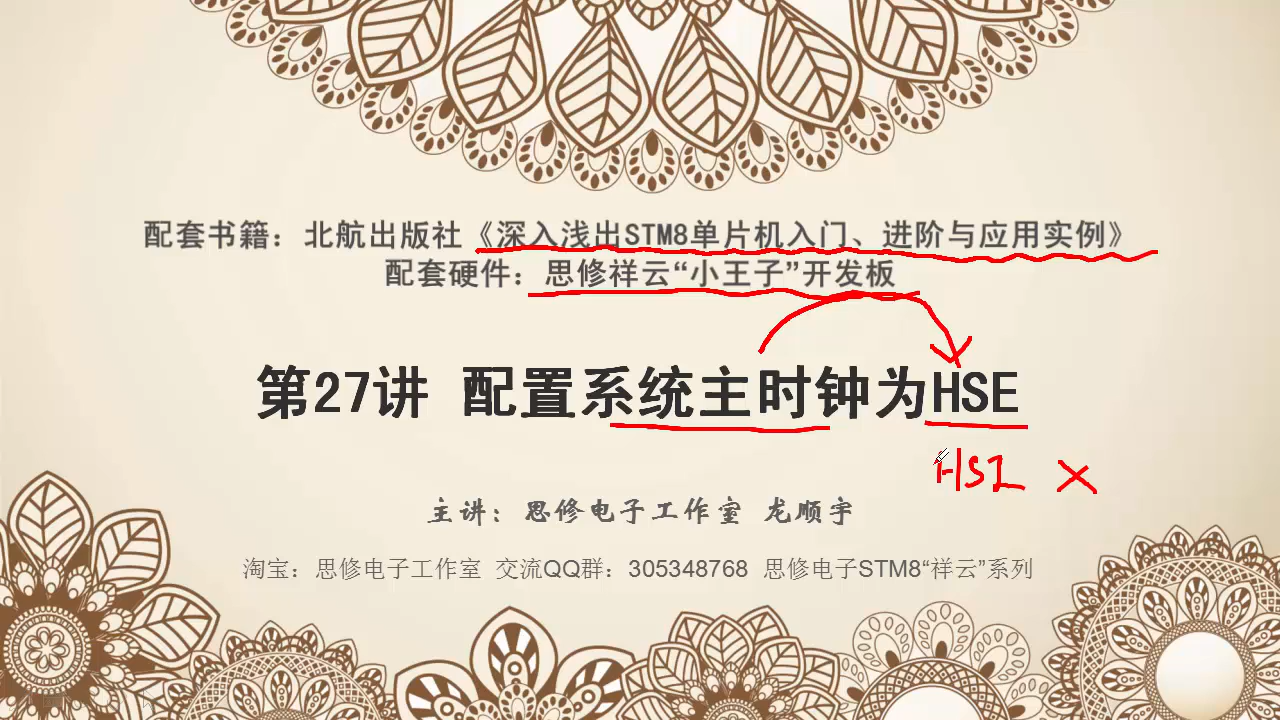 配套书籍：北航出版社《深入浅出STM8单片机入门、进阶与应用实例》
配套硬件：思修祥云“小王子”开发板
第27讲 配置系统主时钟为HSE
HSI ×
主讲：思修电子工作室 龙顺宇
淘宝：思修电子工作室 交流QQ群：305348768 思修电子STM8“祥云”系列